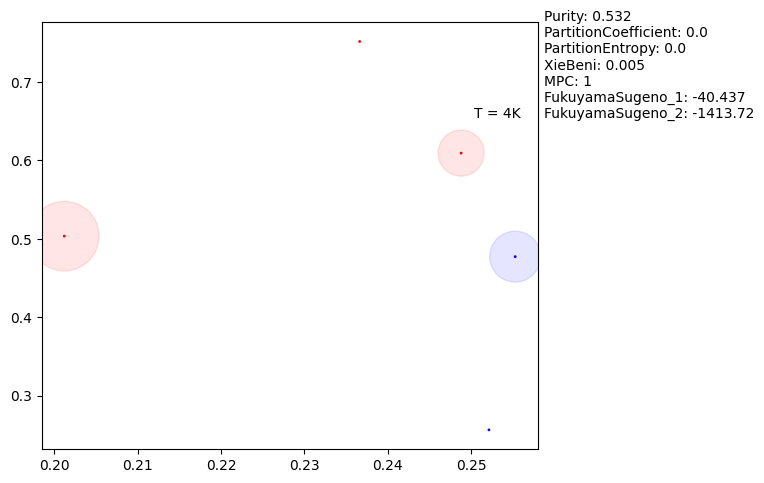 Purity: 0.532
PartitionCoefficient: 0.0
PartitionEntropy: 0.0
XieBeni: 0.005
MPC: 1
FukuyamaSugeno_1: -40.437
FukuyamaSugeno_2: -1413.72
T = 4K
0.7
0.6
0.5
0.4
0.3
0.20 0.21 0.22 0.23 0.24 0.25